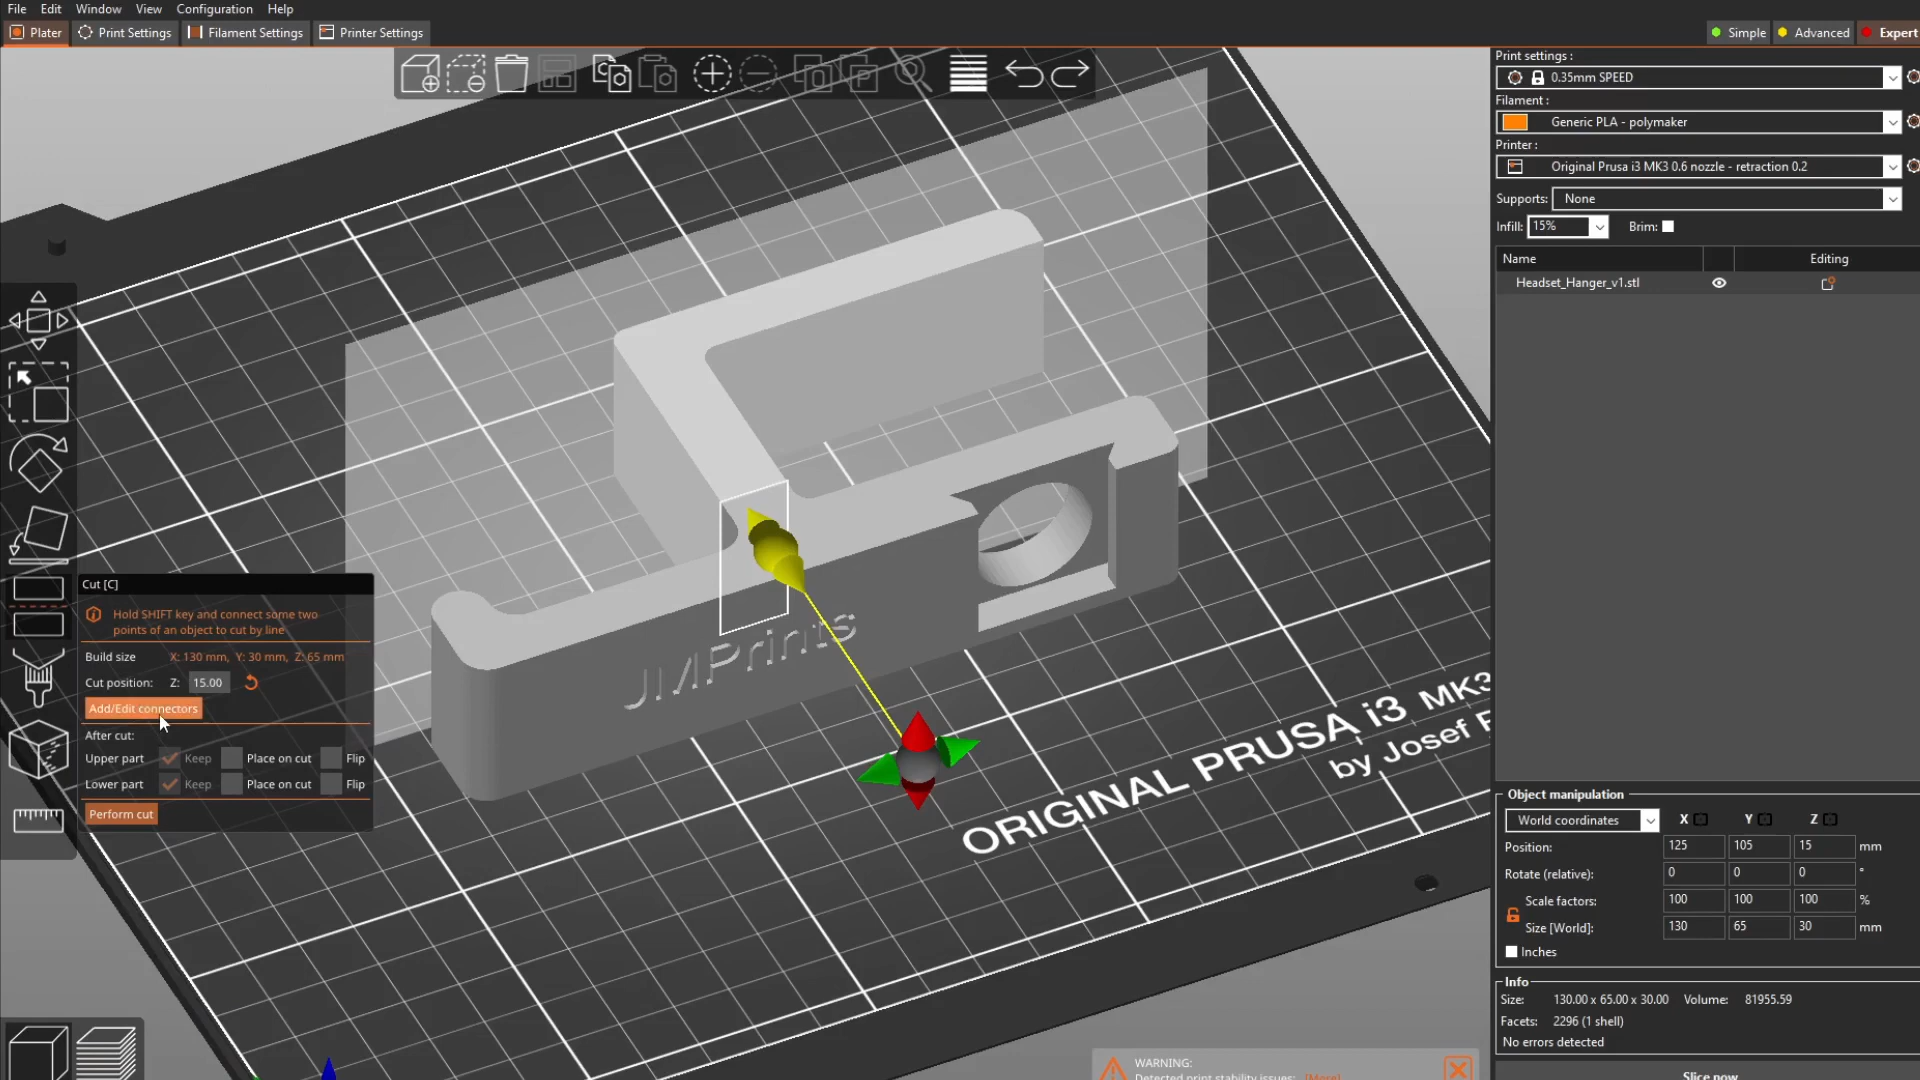 File Edit Window View Configuration Help
Plater Print Settings Filament Settings Printer Settings
Simple Advanced Expert
Print settings :
0.35mm SPEED
Filament :
Generic PLA - polymaker
Printer :
Original Prusa i3 MK3 0.6 nozzle - retraction 0.2
Supports: None
Infill: 15% Brim:
Name Editing
Headset_Hanger_v1.stl
JMPrints
ORIGINAL PRUSA i3 MK3
by Josef
Cut [C]
Hold SHIFT key and connect some two
points of an object to cut by line
Build size X: 130 mm, Y: 30 mm, Z: 65 mm
Cut position: Z: 15.00
Add/Edit connectors
After cut:
Upper part Keep Place on cut Flip
Lower part Keep Place on cut Flip
Perform cut
Object manipulation
World coordinates X Y Z
Position: 125 105 15 mm
Rotate (relative): 0 0 0 °
Scale factors: 100 100 100 %
Size [World]: 130 65 30 mm
Inches
Info
Size: 130.00 x 65.00 x 30.00 Volume: 81955.59
Facets: 2296 (1 shell)
No errors detected
Slice now
WARNING:
Detected print stability issues: (More)